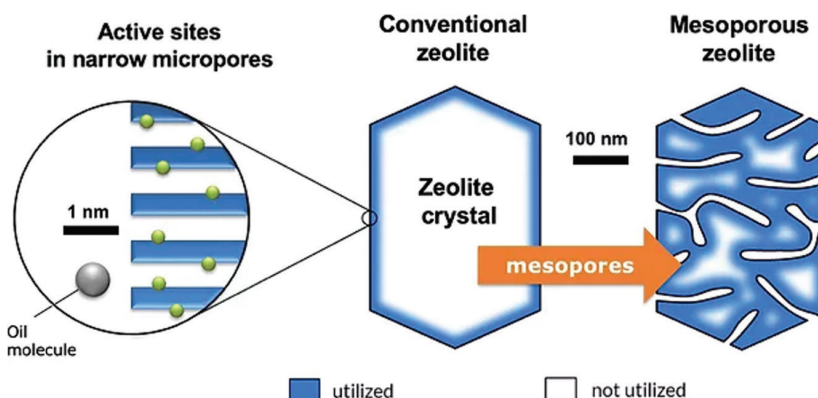 Active sites
in narrow micropores
Conventional
zeolite
Mesoporous
zeolite
100 nm
1 nm
Zeolite
crystal
mesopores
Oil
molecule
utilized
not utilized